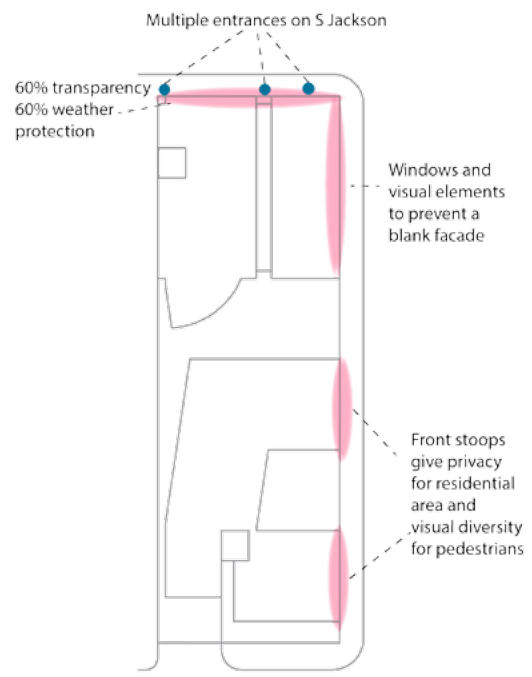 Multiple entrances on S Jackson
60% transparency
60% weather
protection
Windows and
visual elements
to prevent a
blank facade
Front stoops
give privacy
for residential
area and
visual diversity
for pedestrians